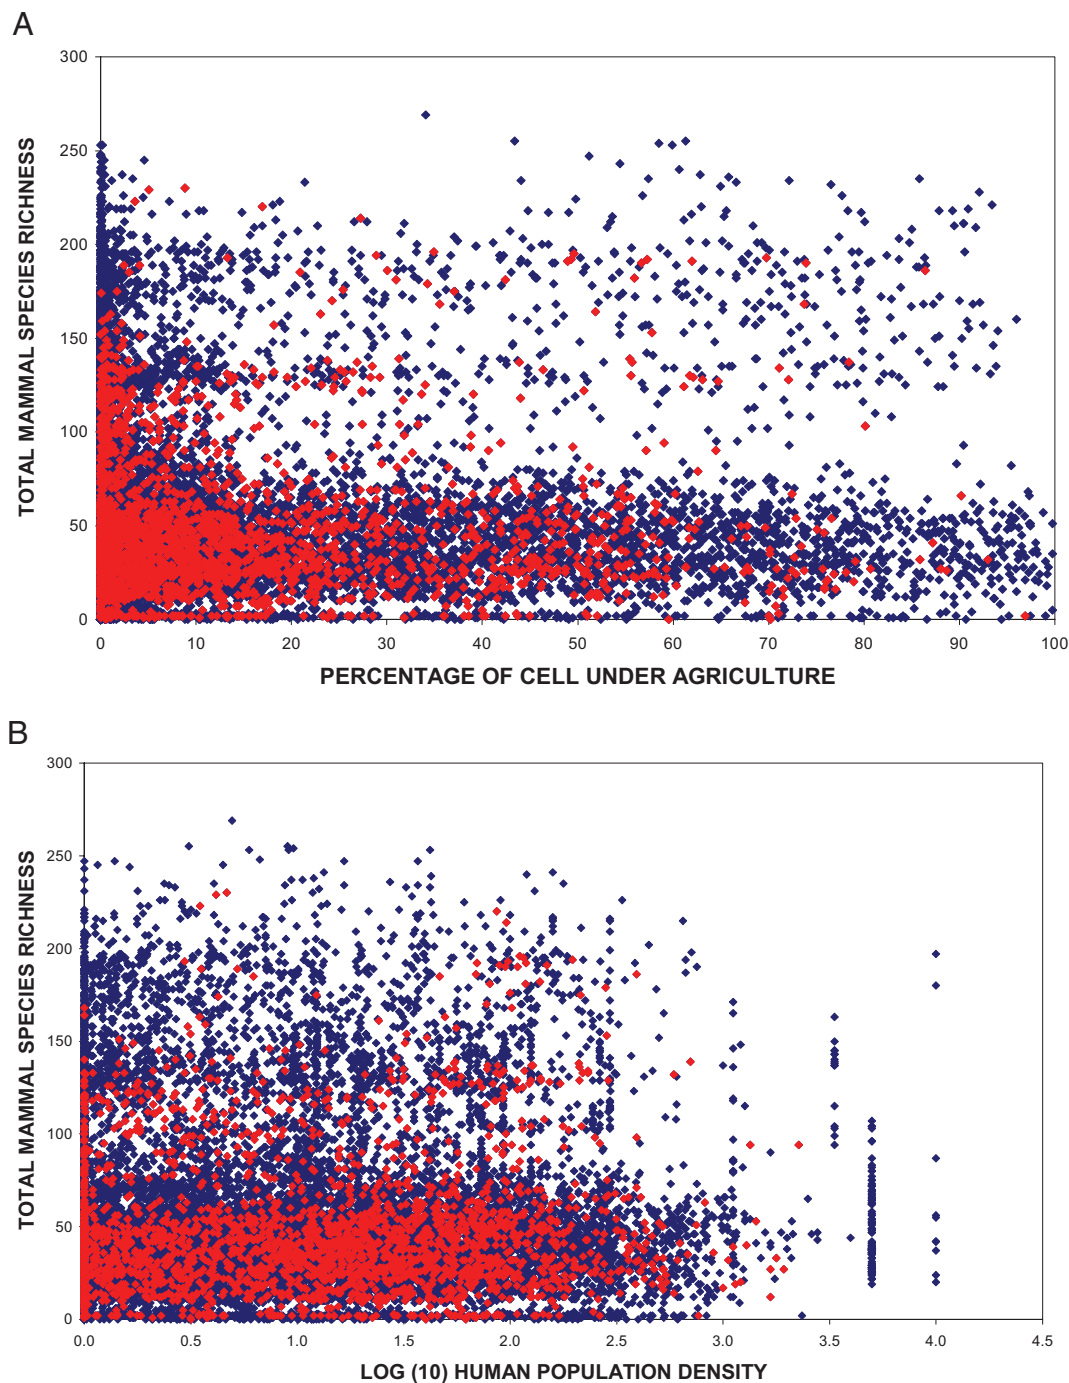 A
300
250
200
150
100
50
0
TOTAL MAMMAL SPECIES RICHNESS
0 10 20 30 40 50 60 70 80 90 100
PERCENTAGE OF CELL UNDER AGRICULTURE
B
300
250
200
150
100
50
0
TOTAL MAMMAL SPECIES RICHNESS
0.0 0.5 1.0 1.5 2.0 2.5 3.0 3.5 4.0 4.5
LOG (10) HUMAN POPULATION DENSITY